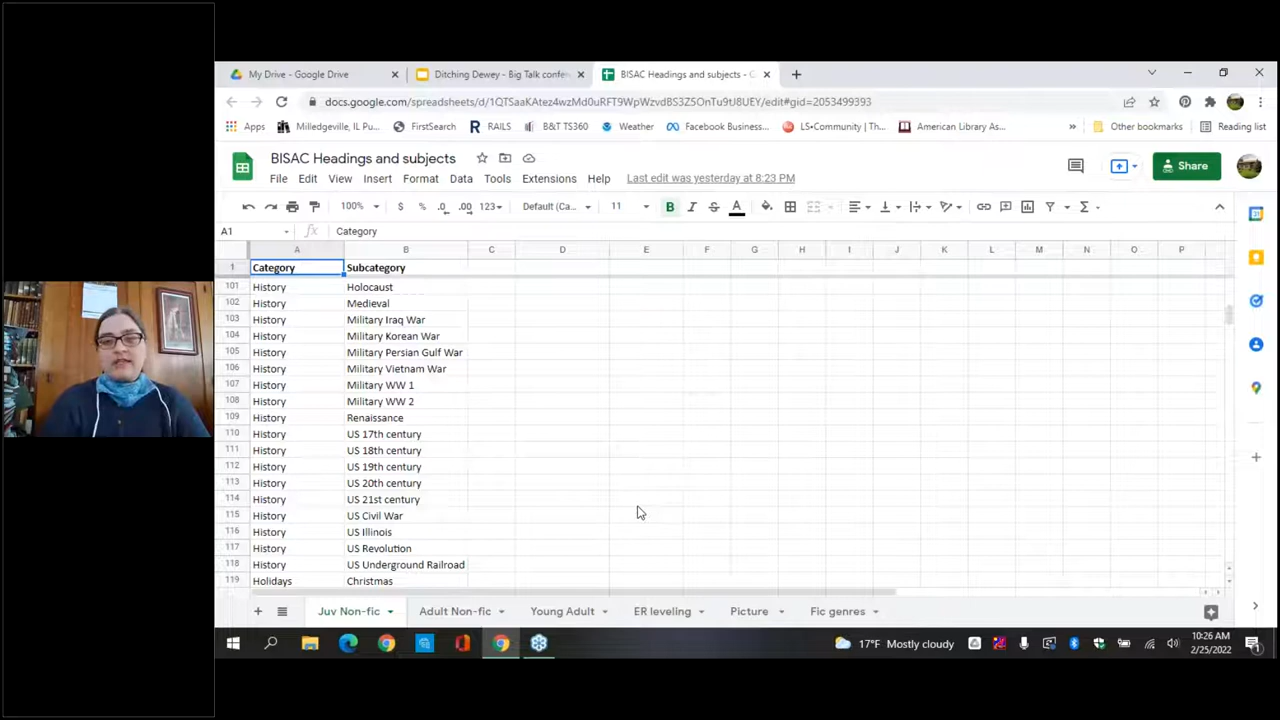 My Drive - Google Drive
Ditching Dewey - Big Talk confe
BISAC Headings and subjects - G
docs.google.com/spreadsheets/d/1QTSaaKAtez4wzMd0uRFT9WpWzvdBS3Z5OnTu9tJ8UEY/edit#gid=2053499393
Apps Milledgeville, IL Pu... FirstSearch RAILS B&T TS360 Weather Facebook Business... LS•Community | Th... American Library As... » Other bookmarks Reading list
BISAC Headings and subjects
File Edit View Insert Format Data Tools Extensions Help Last edit was yesterday at 8:23 PM
Share
100% $ % .0 .00 123 Default (Ca... 11 B I S A
A1 fx Category
A B C D E F G H I J K L M N O P
1 Category Subcategory
101 History Holocaust
102 History Medieval
103 History Military Iraq War
104 History Military Korean War
105 History Military Persian Gulf War
106 History Military Vietnam War
107 History Military WW 1
108 History Military WW 2
109 History Renaissance
110 History US 17th century
111 History US 18th century
112 History US 19th century
113 History US 20th century
114 History US 21st century
115 History US Civil War
116 History US Illinois
117 History US Revolution
118 History US Underground Railroad
119 Holidays Christmas
Juv Non-fic Adult Non-fic Young Adult ER leveling Picture Fic genres
17°F Mostly cloudy
10:26 AM
2/25/2022